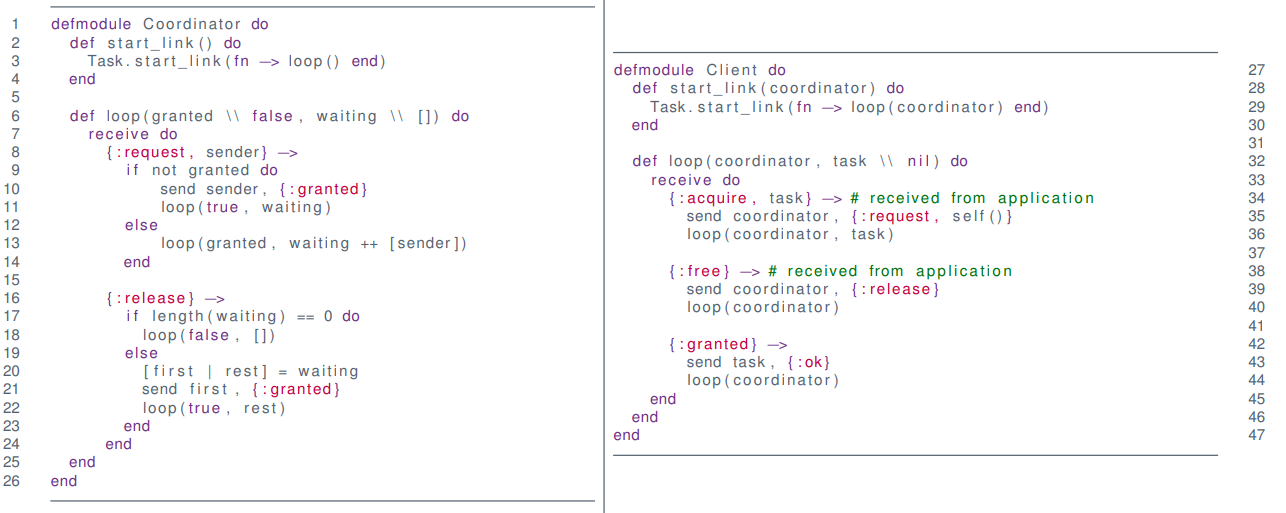 1 defmodule Coordinator do
2 def start_link() do
3 Task.start_link(fn —> loop() end)
4 end
5
6 def loop(granted \\ false, waiting \\ []) do
7 receive do
8 {:request, sender} —>
9 if not granted do
10 send sender, {:granted}
11 loop(true, waiting)
12 else
13 loop(granted, waiting ++ [sender])
14 end
15
16 {:release} —>
17 if length(waiting) == 0 do
18 loop(false, [])
19 else
20 [first | rest] = waiting
21 send first, {:granted}
22 loop(true, rest)
23 end
24 end
25 end
26 end
defmodule Client do 27
def start_link(coordinator) do 28
Task.start_link(fn —> loop(coordinator) end) 29
end 30
31
def loop(coordinator, task \\ nil) do 32
receive do 33
{:acquire, task} —> # received from application 34
send coordinator, {:request, self()} 35
loop(coordinator, task) 36
37
{:free} —> # received from application 38
send coordinator, {:release} 39
loop(coordinator) 40
41
{:granted} —> 42
send task, {:ok} 43
loop(coordinator) 44
end 45
end 46
end 47